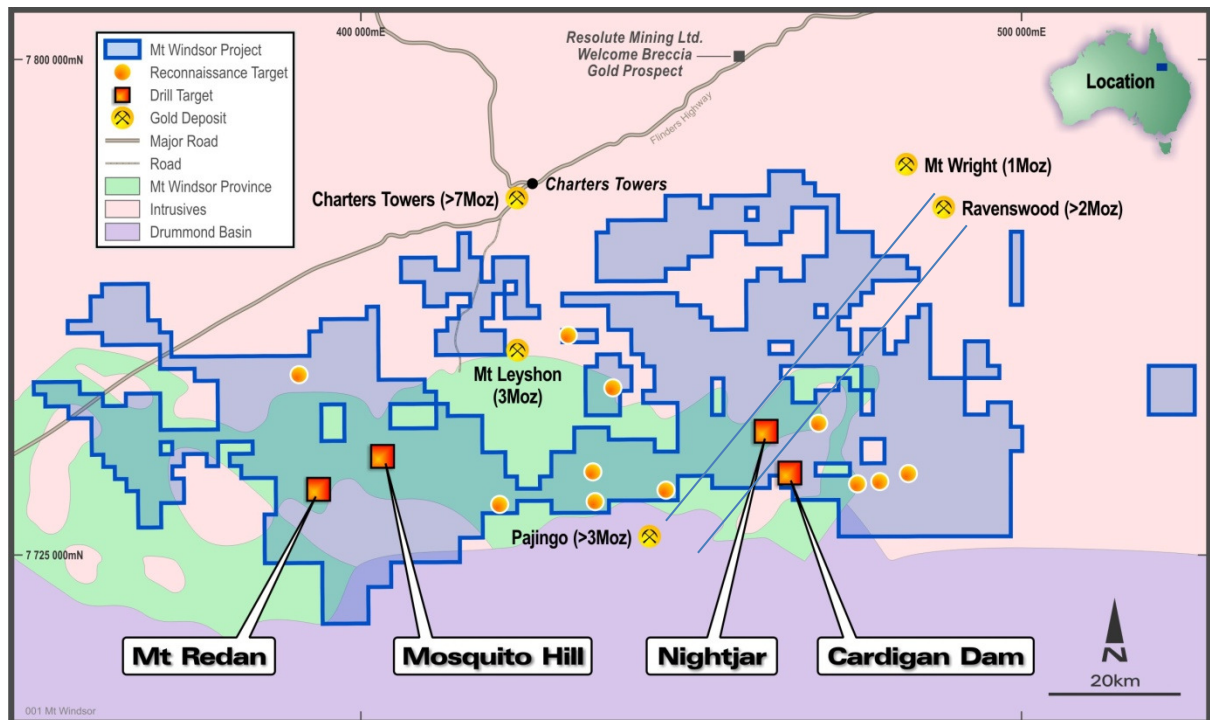 400 000mE
500 000mE
7 800 000mN
Mt Windsor Project
Reconnaissance Target
Drill Target
Gold Deposit
Major Road
Road
Mt Windsor Province
Intrusives
Drummond Basin
Resolute Mining Ltd.
Welcome Breccia
Gold Prospect
Flinders Highway
Location
Charters Towers (>7Moz)
Charters Towers
Mt Wright (1Moz)
Ravenswood (>2Moz)
Mt Leyshon
(3Moz)
Pajingo (>3Moz)
7 725 000mN
Mt Redan
Mosquito Hill
Nightjar
Cardigan Dam
N
20km
001 Mt Windsor